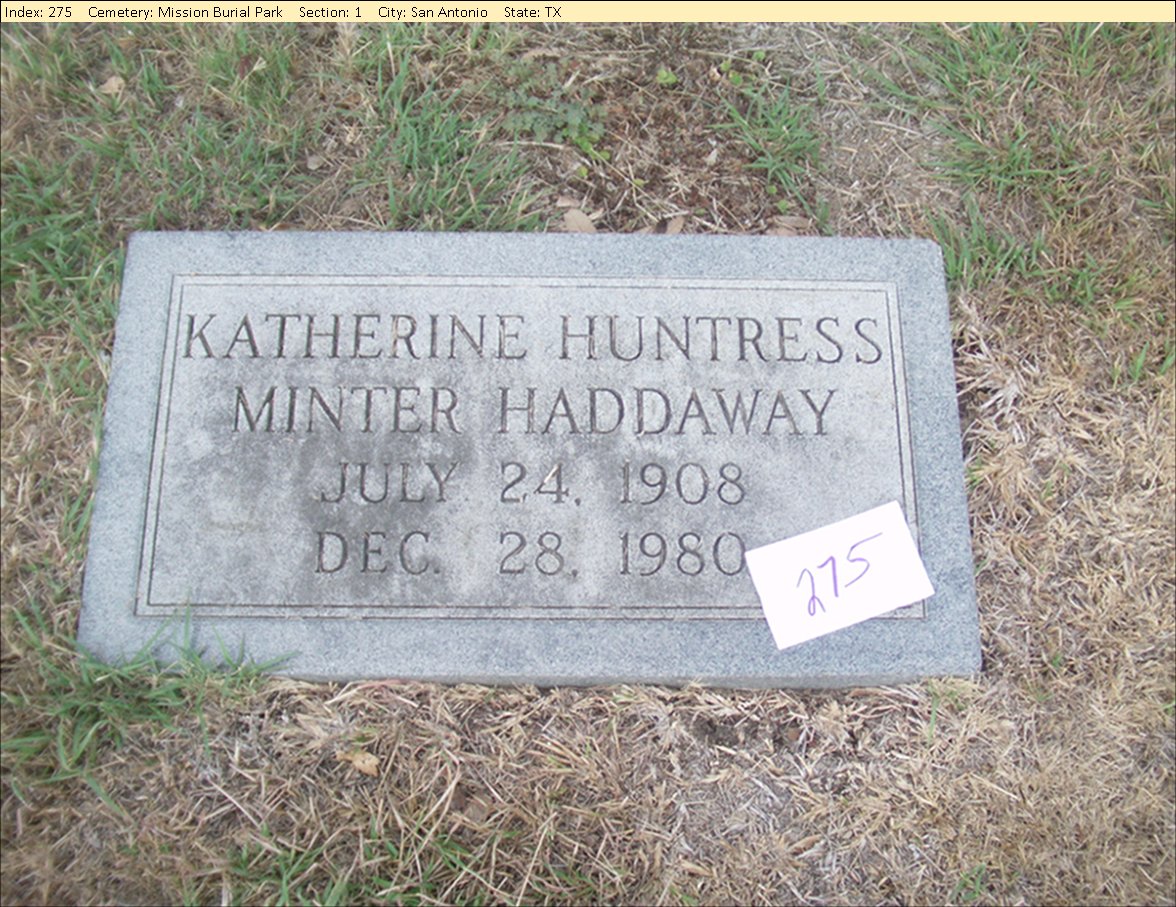 Index: 275 Cemetery: Mission Burial Park Section: 1 City: San Antonio State: TX
KATHERINE HUNTRESS
MINTER HADDAWAY
JULY 24, 1908
DEC. 28, 1980
275